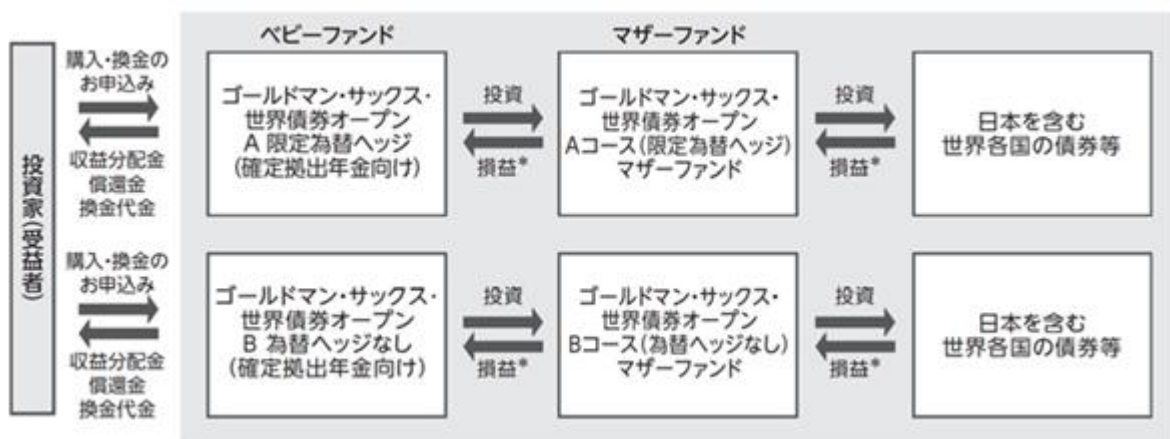 ベビーファンド
マザーファンド
投資家(受益者)
購入・換金の
お申込み
収益分配金
償還金
換金代金
ゴールドマン・サックス・
世界債券オープン
A 限定為替ヘッジ
(確定拠出年金向け)
投資
損益*
ゴールドマン・サックス・
世界債券オープン
Aコース(限定為替ヘッジ)
マザーファンド
投資
損益*
日本を含む
世界各国の債券等
購入・換金の
お申込み
収益分配金
償還金
換金代金
ゴールドマン・サックス・
世界債券オープン
B 為替ヘッジなし
(確定拠出年金向け)
投資
損益*
ゴールドマン・サックス・
世界債券オープン
Bコース(為替ヘッジなし)
マザーファンド
投資
損益*
日本を含む
世界各国の債券等